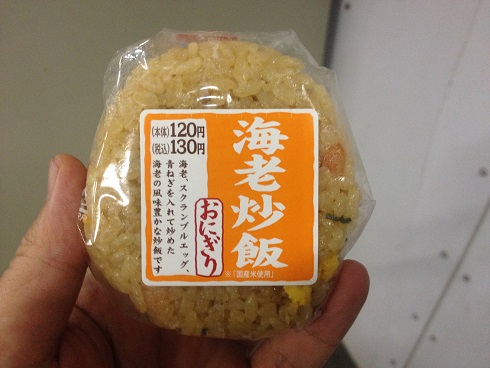 海老炒飯
おにぎり
※「国産米使用」
(本体)120円
(税込)130円
海老、スクランブルエッグ、
青ねぎを入れて炒めた
海老の風味豊かな炒飯です